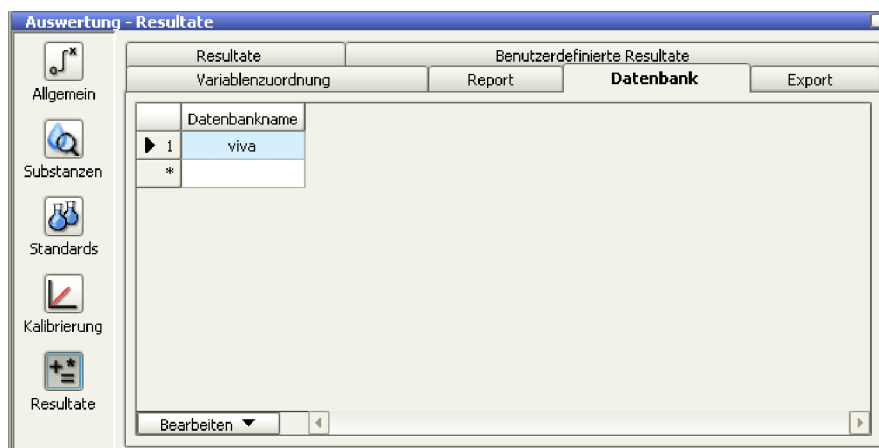 Auswertung - Resultate
Allgemein
Substanzen
Standards
Kalibrierung
Resultate
Resultate
Benutzerdefinierte Resultate
Variablenzuordnung
Report
Datenbank
Export
Datenbankname
1 viva
*
Bearbeiten